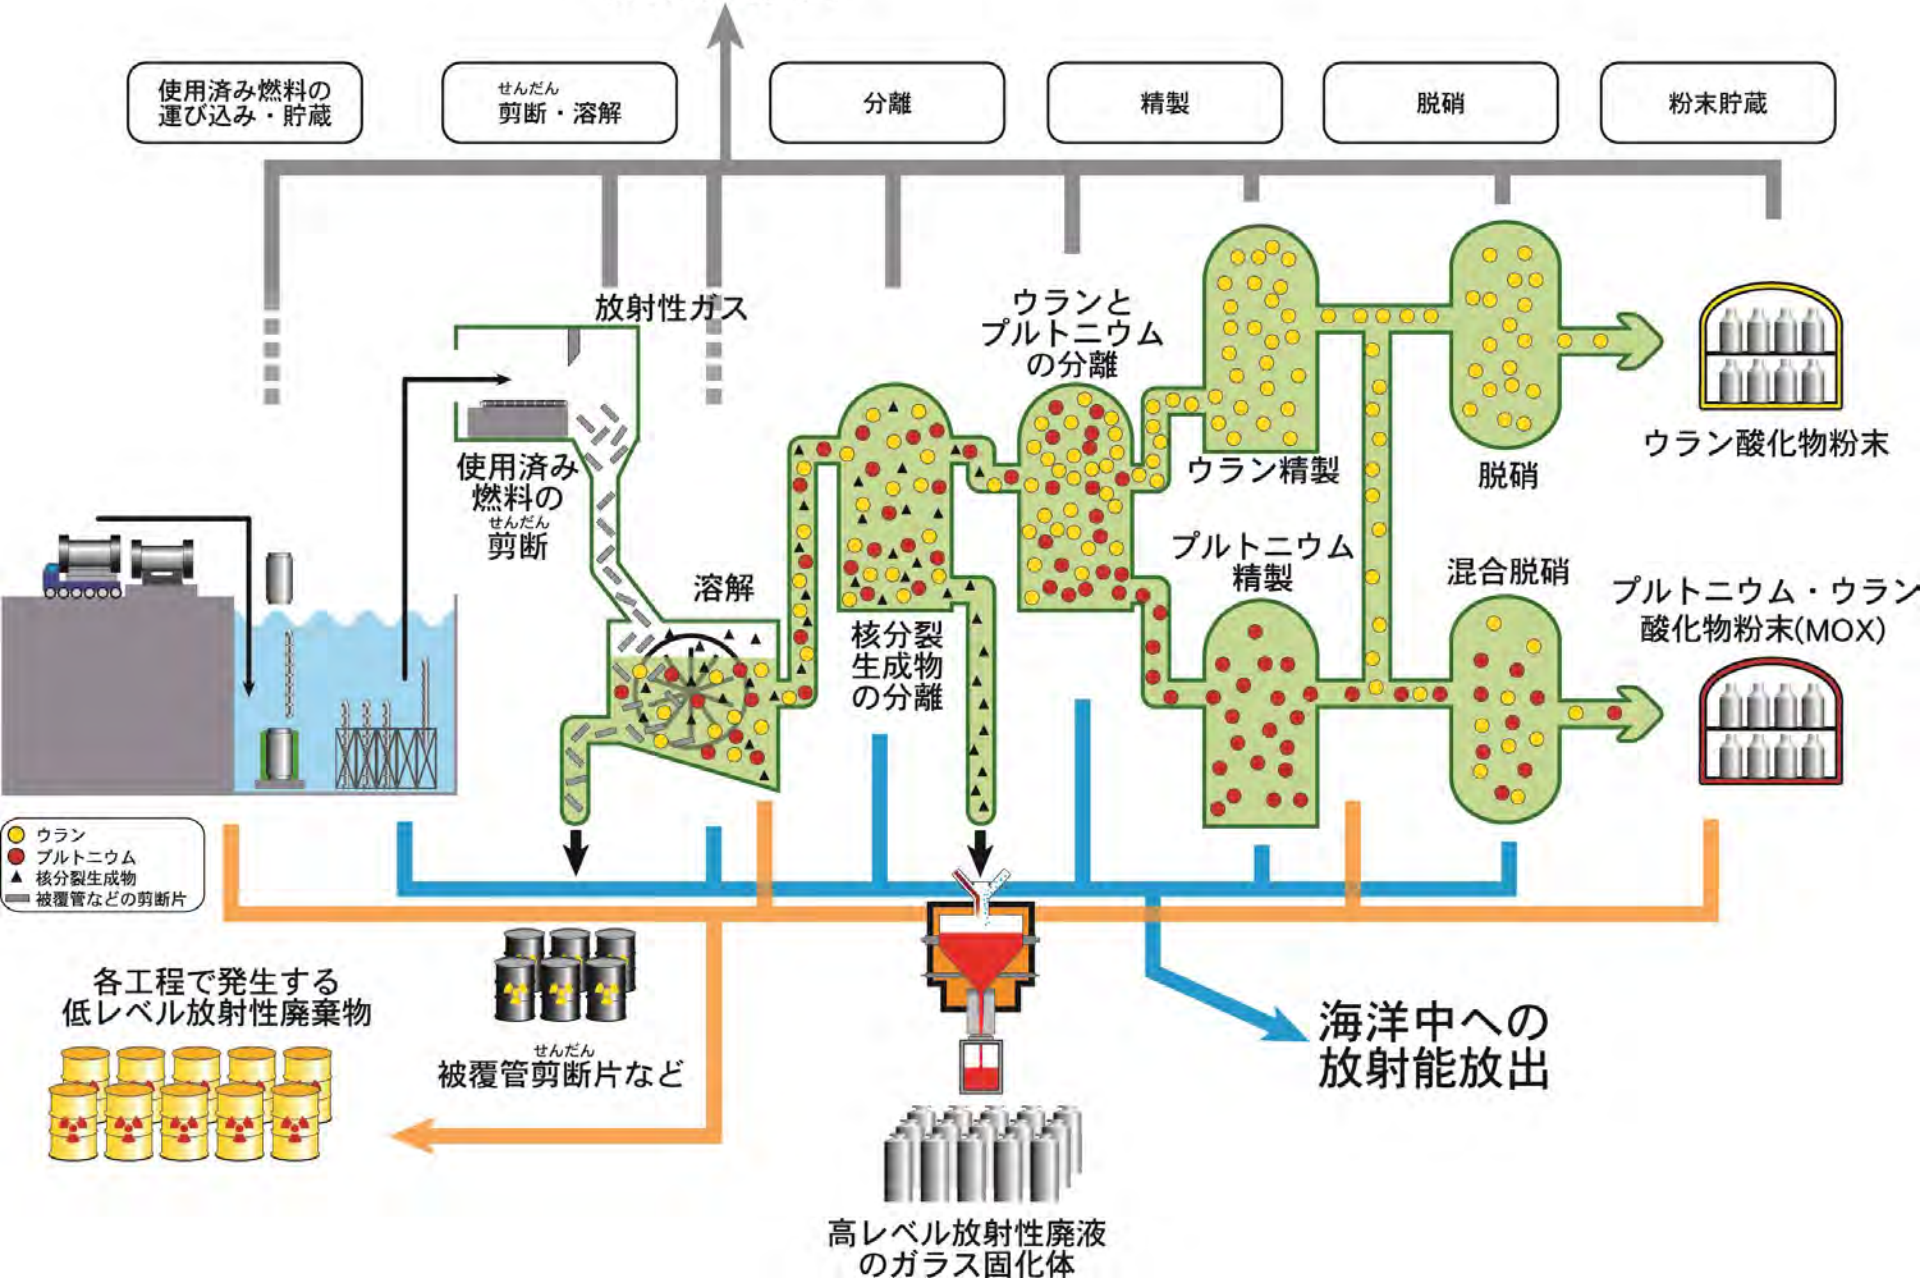 使用済み燃料の
運び込み・貯蔵
せんだん
剪断・溶解
分離
精製
脱硝
粉末貯蔵
放射性ガス
使用済み
燃料の
せんだん
剪断
溶解
核分裂
生成物
の分離
ウランと
プルトニウム
の分離
ウラン精製
プルトニウム
精製
脱硝
混合脱硝
ウラン酸化物粉末
プルトニウム・ウラン
酸化物粉末(MOX)
ウラン
プルトニウム
核分裂生成物
被覆管などの剪断片
各工程で発生する
低レベル放射性廃棄物
せんだん
被覆管剪断片など
高レベル放射性廃液
のガラス固化体
海洋中への
放射能放出